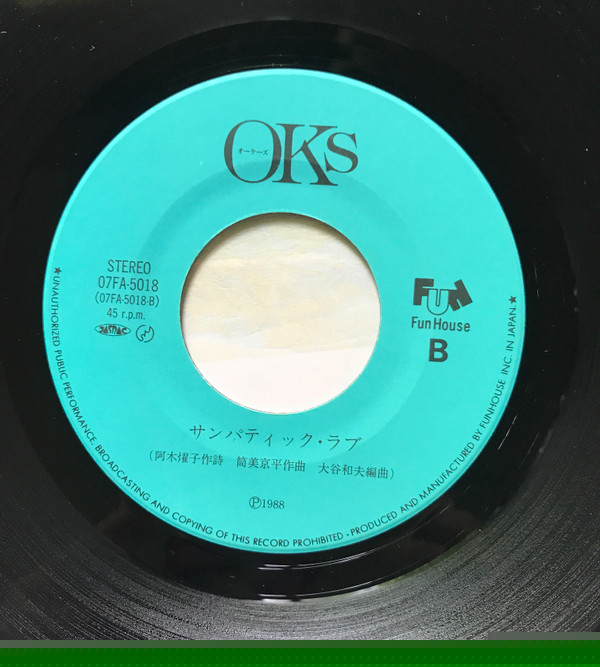 オーケーズ
OKs
STEREO
07FA-5018
(07FA-5018-B)
45 r.p.m.
JASRAC
FUN
Fun House
B
サンパティック・ラブ
(阿木燿子作詩 筒美京平作曲 大谷和夫編曲)
Ⓟ1988
★UNAUTHORIZED PUBLIC PERFORMANCE, BROADCASTING AND COPYING OF THIS RECORD PROHIBITED・PRODUCED AND MANUFACTURED BY FUNHOUSE INC. IN JAPAN.★